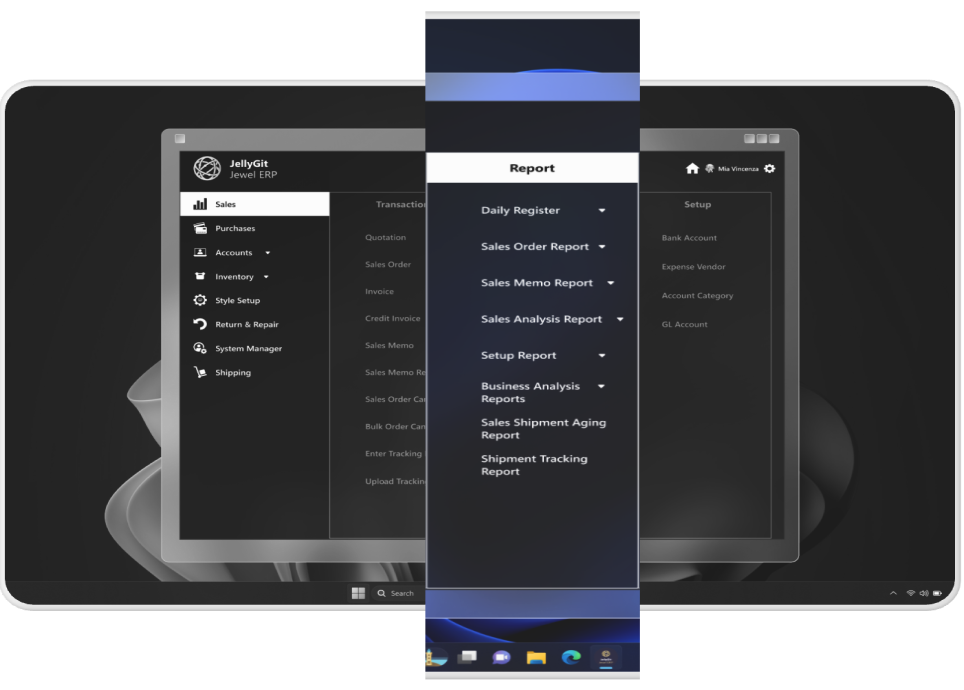 JellyGit
Jewel ERP
Mia Vincenza
Sales
Purchases
Accounts
Inventory
Style Setup
Return & Repair
System Manager
Shipping
Transactio
Quotation
Sales Order
Invoice
Credit Invoice
Sales Memo
Sales Memo Re
Sales Order Can
Bulk Order Can
Enter Tracking
Upload Trackin
Report
Daily Register
Sales Order Report
Sales Memo Report
Sales Analysis Report
Setup Report
Business Analysis
Reports
Sales Shipment Aging
Report
Shipment Tracking
Report
Setup
Bank Account
Expense Vendor
Account Category
GL Account
Search